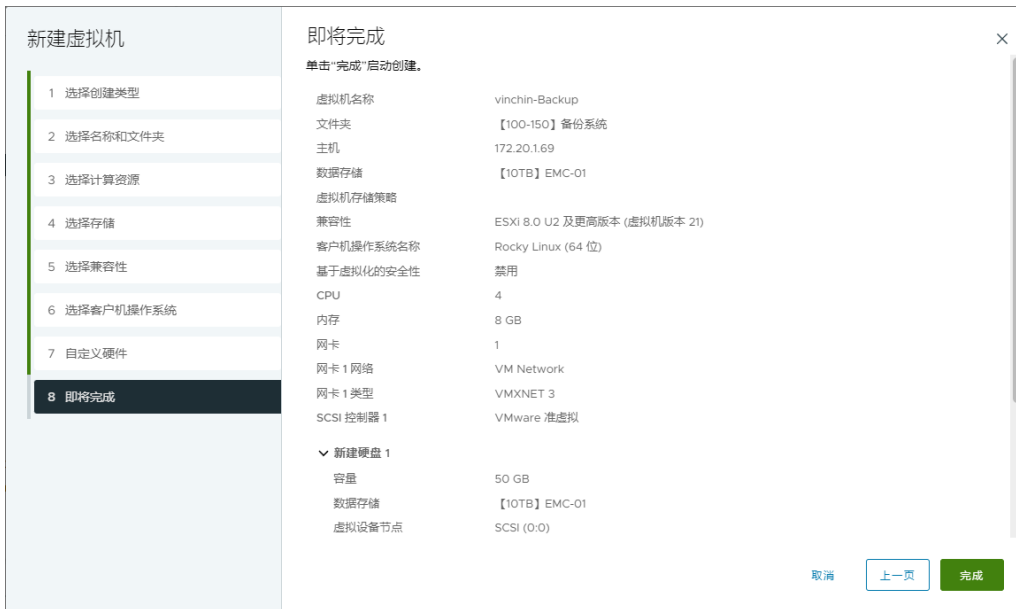 新建虚拟机
1 选择创建类型
2 选择名称和文件夹
3 选择计算资源
4 选择存储
5 选择兼容性
6 选择客户机操作系统
7 自定义硬件
8 即将完成
即将完成
单击“完成”启动创建。
虚拟机名称 vinchin-Backup
文件夹 【100-150】备份系统
主机 172.20.1.69
数据存储 【10TB】EMC-01
虚拟机存储策略
兼容性 ESXi 8.0 U2 及更高版本 (虚拟机版本 21)
客户机操作系统名称 Rocky Linux (64 位)
基于虚拟化的安全性 禁用
CPU 4
内存 8 GB
网卡 1
网卡 1 网络 VM Network
网卡 1 类型 VMXNET 3
SCSI 控制器 1 VMware 准虚拟
新建硬盘 1
容量 50 GB
数据存储 【10TB】EMC-01
虚拟设备节点 SCSI (0:0)
取消 上一页 完成